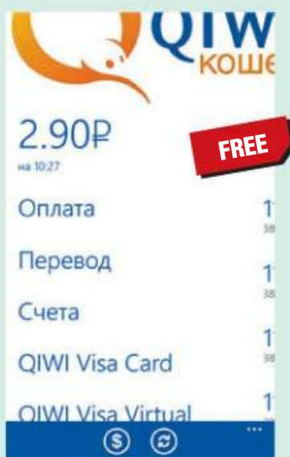 QIW
КОШЕ
2.90₽
на 10:27
FREE
Оплата
Перевод
Счета
QIWI Visa Card
QIWI Visa Virtual